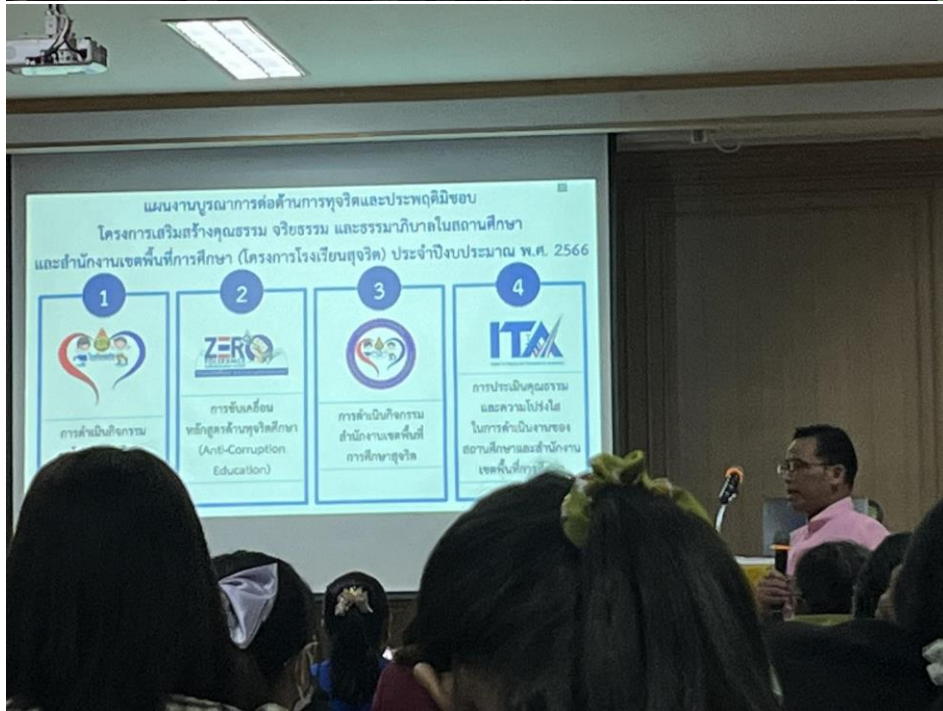 แผนงานบูรณาการต่อต้านการทุจริตและประพฤติมิชอบ
โครงการเสริมสร้างคุณธรรม จริยธรรม และธรรมาภิบาลในสถานศึกษา
และสำนักงานเขตพื้นที่การศึกษา (โครงการโรงเรียนสุจริต) ประจำปีงบประมาณ พ.ศ. 2566
1
การดำเนินกิจกรรม
2
ZERO
การขับเคลื่อน
หลักสูตรต้านทุจริตศึกษา
(Anti-Corruption
Education)
3
การดำเนินกิจกรรม
สำนักงานเขตพื้นที่
การศึกษาสุจริต
4
ITA
การประเมินคุณธรรม
และความโปร่งใส
ในการดำเนินงานของ
สถานศึกษาและสำนักงาน
เขตพื้นที่